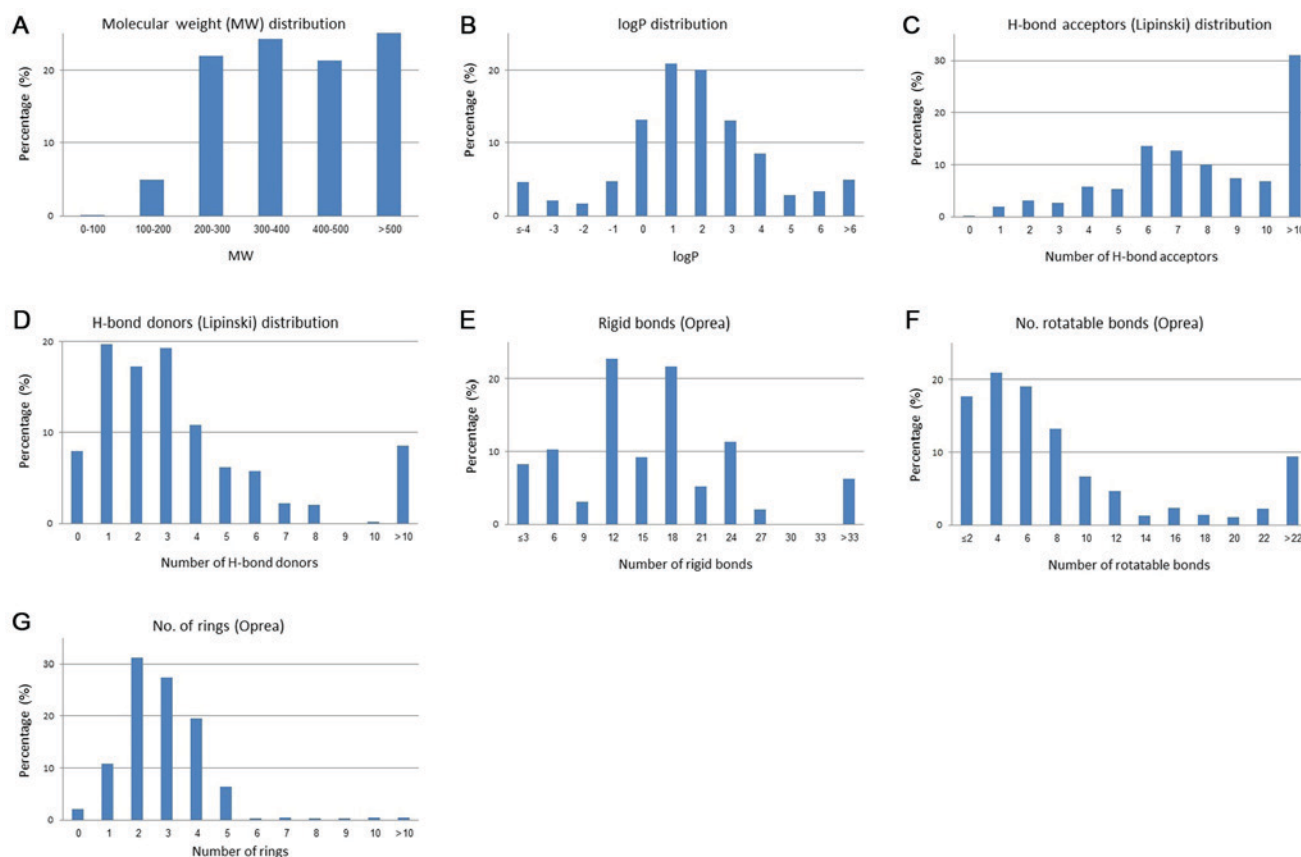 A
Molecular weight (MW) distribution
Percentage (%)
20
10
0
0-100 100-200 200-300 300-400 400-500 >500
MW
B
logP distribution
Percentage (%)
20
10
0
≤-4 -3 -2 -1 0 1 2 3 4 5 6 >6
logP
C
H-bond acceptors (Lipinski) distribution
Percentage (%)
30
20
10
0
0 1 2 3 4 5 6 7 8 9 10 >10
Number of H-bond acceptors
D
H-bond donors (Lipinski) distribution
Percentage (%)
20
10
0
0 1 2 3 4 5 6 7 8 9 10 >10
Number of H-bond donors
E
Rigid bonds (Oprea)
Percentage (%)
20
10
0
≤3 6 9 12 15 18 21 24 27 30 33 >33
Number of rigid bonds
F
No. rotatable bonds (Oprea)
Percentage (%)
20
10
0
≤2 4 6 8 10 12 14 16 18 20 22 >22
Number of rotatable bonds
G
No. of rings (Oprea)
Percentage (%)
30
20
10
0
0 1 2 3 4 5 6 7 8 9 10 >10
Number of rings